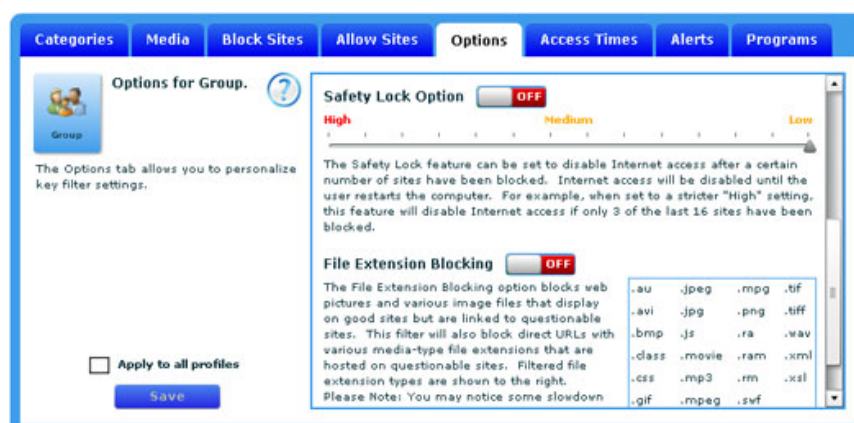 Categories Media Block Sites Allow Sites Options Access Times Alerts Programs
Options for Group.
?
Group
The Options tab allows you to personalize
key filter settings.
Apply to all profiles
Save
Safety Lock Option OFF
High Medium Low
The Safety Lock feature can be set to disable Internet access after a certain
number of sites have been blocked. Internet access will be disabled until the
user restarts the computer. For example, when set to a stricter "High" setting,
this feature will disable Internet access if only 3 of the last 16 sites have been
blocked.
File Extension Blocking OFF
The File Extension Blocking option blocks web
pictures and various image files that display
on good sites but are linked to questionable
sites. This filter will also block direct URLs with
various media-type file extensions that are
hosted on questionable sites. Filtered file
extension types are shown to the right.
Please Note: You may notice some slowdown
.au .jpeg .mpg .tif
.avi .jpg .png .tiff
.bmp .js .ra .wav
.class .movie .ram .xml
.css .mp3 .rm .xsl
.gif .mpeg .swf